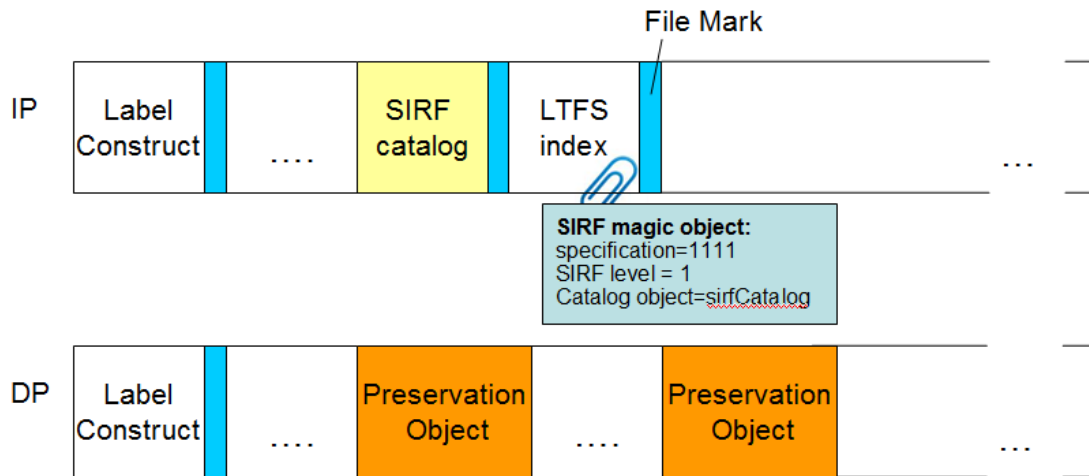 File Mark
IP
Label
Construct
....
SIRF
catalog
LTFS
index
...
SIRF magic object:
specification=1111
SIRF level = 1
Catalog object=sirfCatalog
DP
Label
Construct
....
Preservation
Object
....
Preservation
Object
...